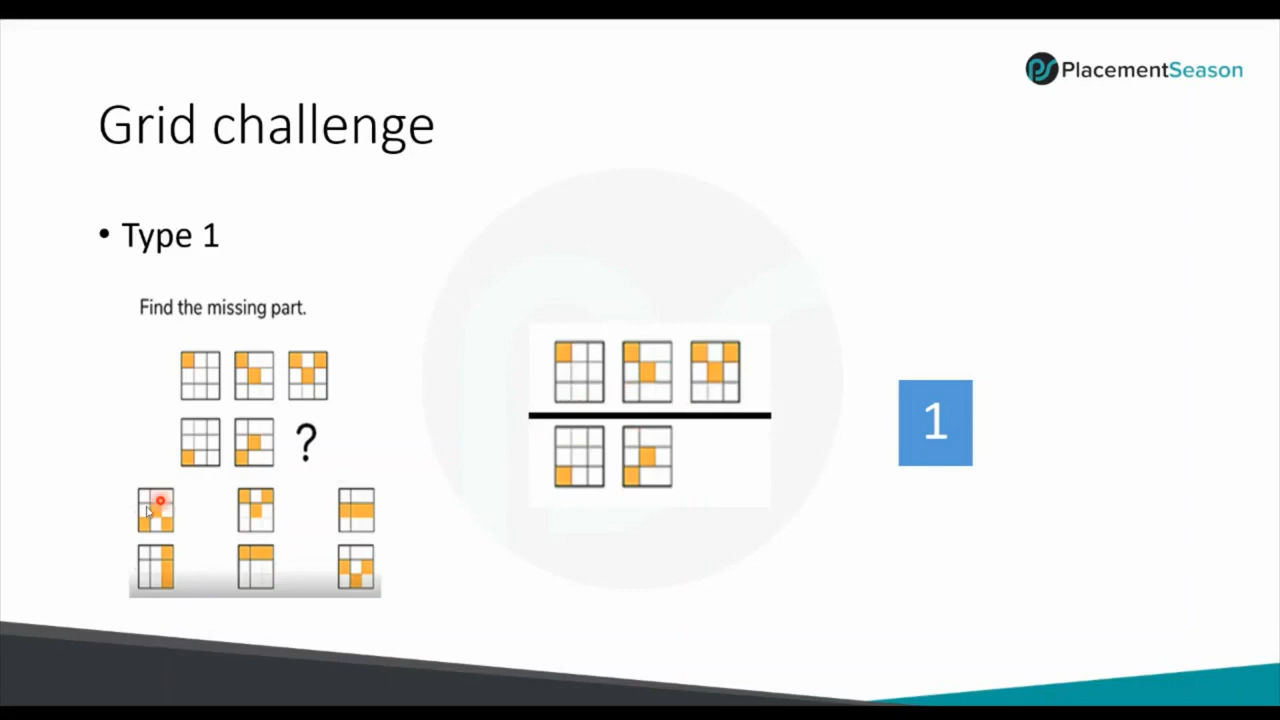 PlacementSeason
Grid challenge
• Type 1
Find the missing part.
?
1